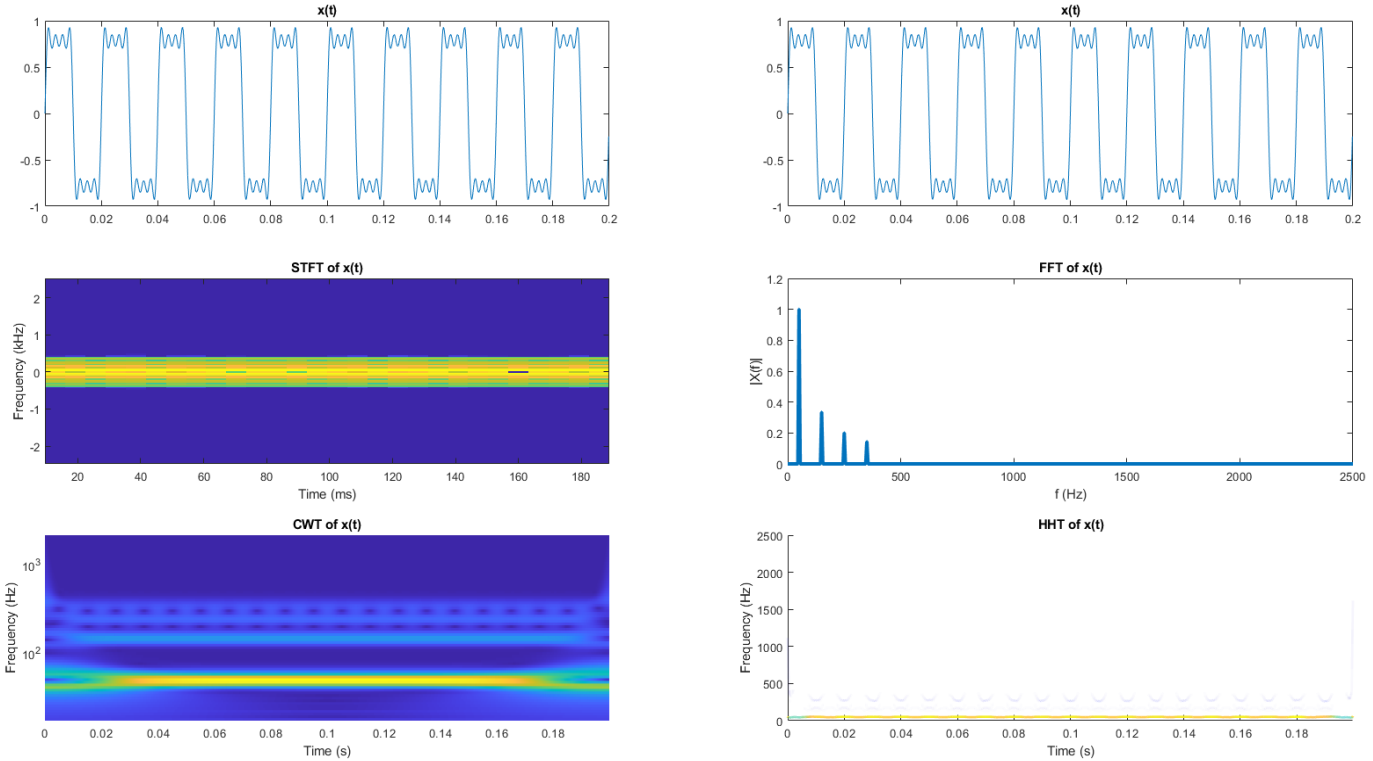 x(t)
1
0.5
0
-0.5
-1
0 0.02 0.04 0.06 0.08 0.1 0.12 0.14 0.16 0.18 0.2
x(t)
1
0.5
0
-0.5
-1
0 0.02 0.04 0.06 0.08 0.1 0.12 0.14 0.16 0.18 0.2
STFT of x(t)
Frequency (kHz)
2
1
0
-1
-2
20 40 60 80 100 120 140 160 180
Time (ms)
FFT of x(t)
|X(f)|
1.2
1
0.8
0.6
0.4
0.2
0
0 500 1000 1500 2000 2500
f (Hz)
CWT of x(t)
Frequency (Hz)
10³
10²
0 0.02 0.04 0.06 0.08 0.1 0.12 0.14 0.16 0.18
Time (s)
HHT of x(t)
Frequency (Hz)
2500
2000
1500
1000
500
0
0 0.02 0.04 0.06 0.08 0.1 0.12 0.14 0.16 0.18
Time (s)